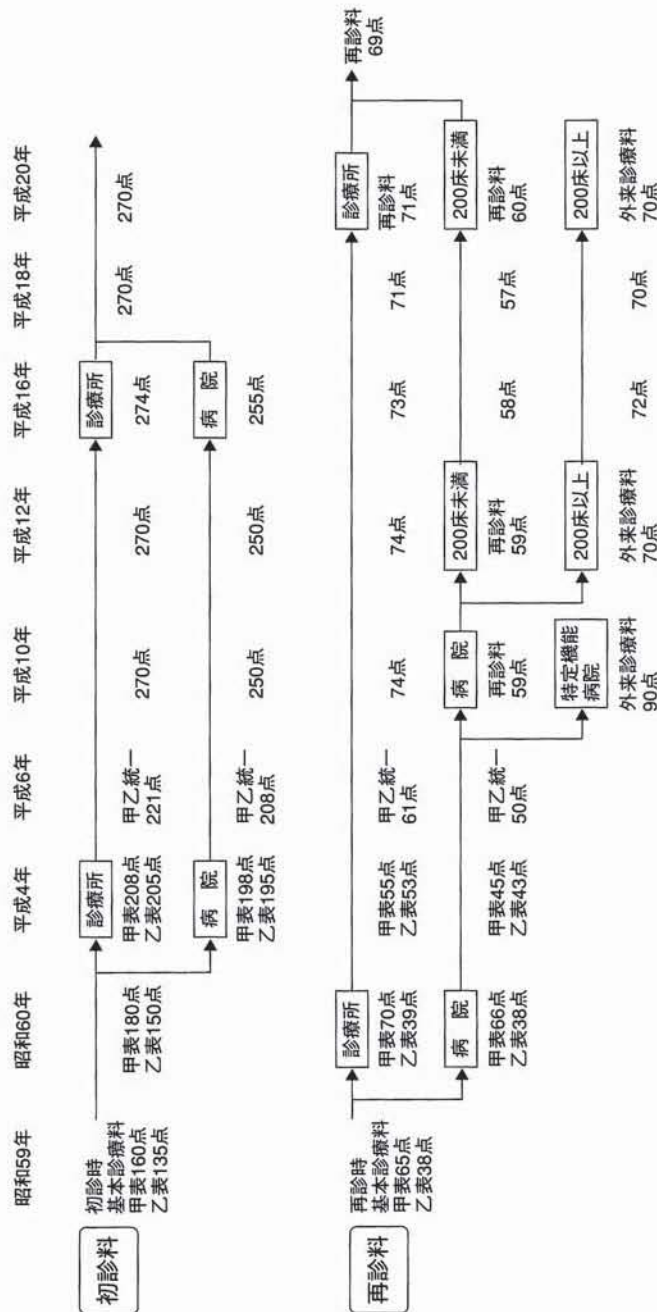 昭和59年
昭和60年
平成4年
平成6年
平成10年
平成12年
平成16年
平成18年
平成20年
初診料
初診時
基本診療料
甲表160点
乙表135点
甲表180点
乙表150点
診療所
甲表208点
乙表205点
甲乙統一
221点
270点
270点
診療所
274点
270点
270点
病院
甲表198点
乙表195点
甲乙統一
208点
250点
250点
病院
255点
再診料
再診時
基本診療料
甲表65点
乙表38点
診療所
甲表70点
乙表39点
甲表55点
乙表53点
甲乙統一
61点
74点
74点
73点
71点
診療所
再診料
71点
再診料
69点
病院
甲表66点
乙表38点
甲表45点
乙表43点
甲乙統一
50点
病院
再診料
59点
200床未満
再診料
59点
58点
57点
200床未満
再診料
60点
特定機能
病院
外来診療料
90点
200床以上
外来診療料
70点
72点
70点
200床以上
外来診療料
70点